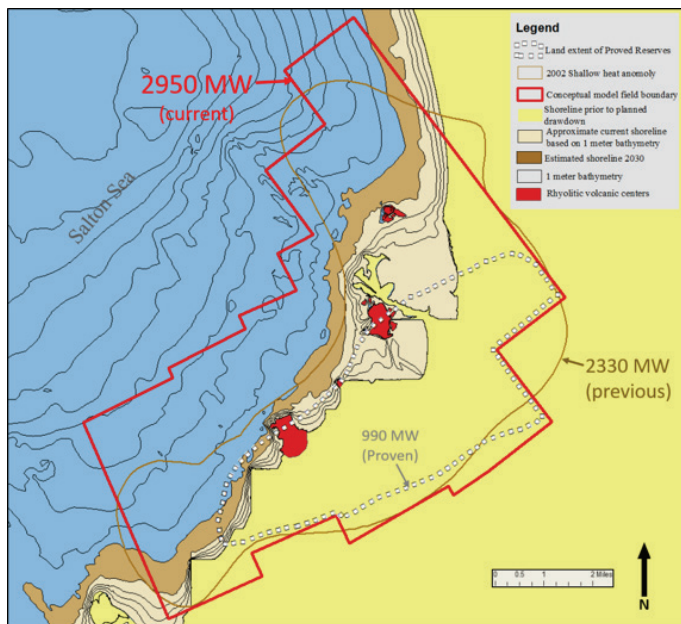 2950 MW
(current)
Salton Sea
2330 MW
(previous)
990 MW
(Proven)
Legend
Land extent of Proved Reserves
2002 Shallow heat anomoly
Conceptual model field boundary
Shoreline prior to planned
drawdown
Approximate current shoreline
based on 1 meter bathymetry
Estimated shoreline 2030
1 meter bathymetry
Rhyolitic volcanic centers
0 0.5 1 2 Miles
N